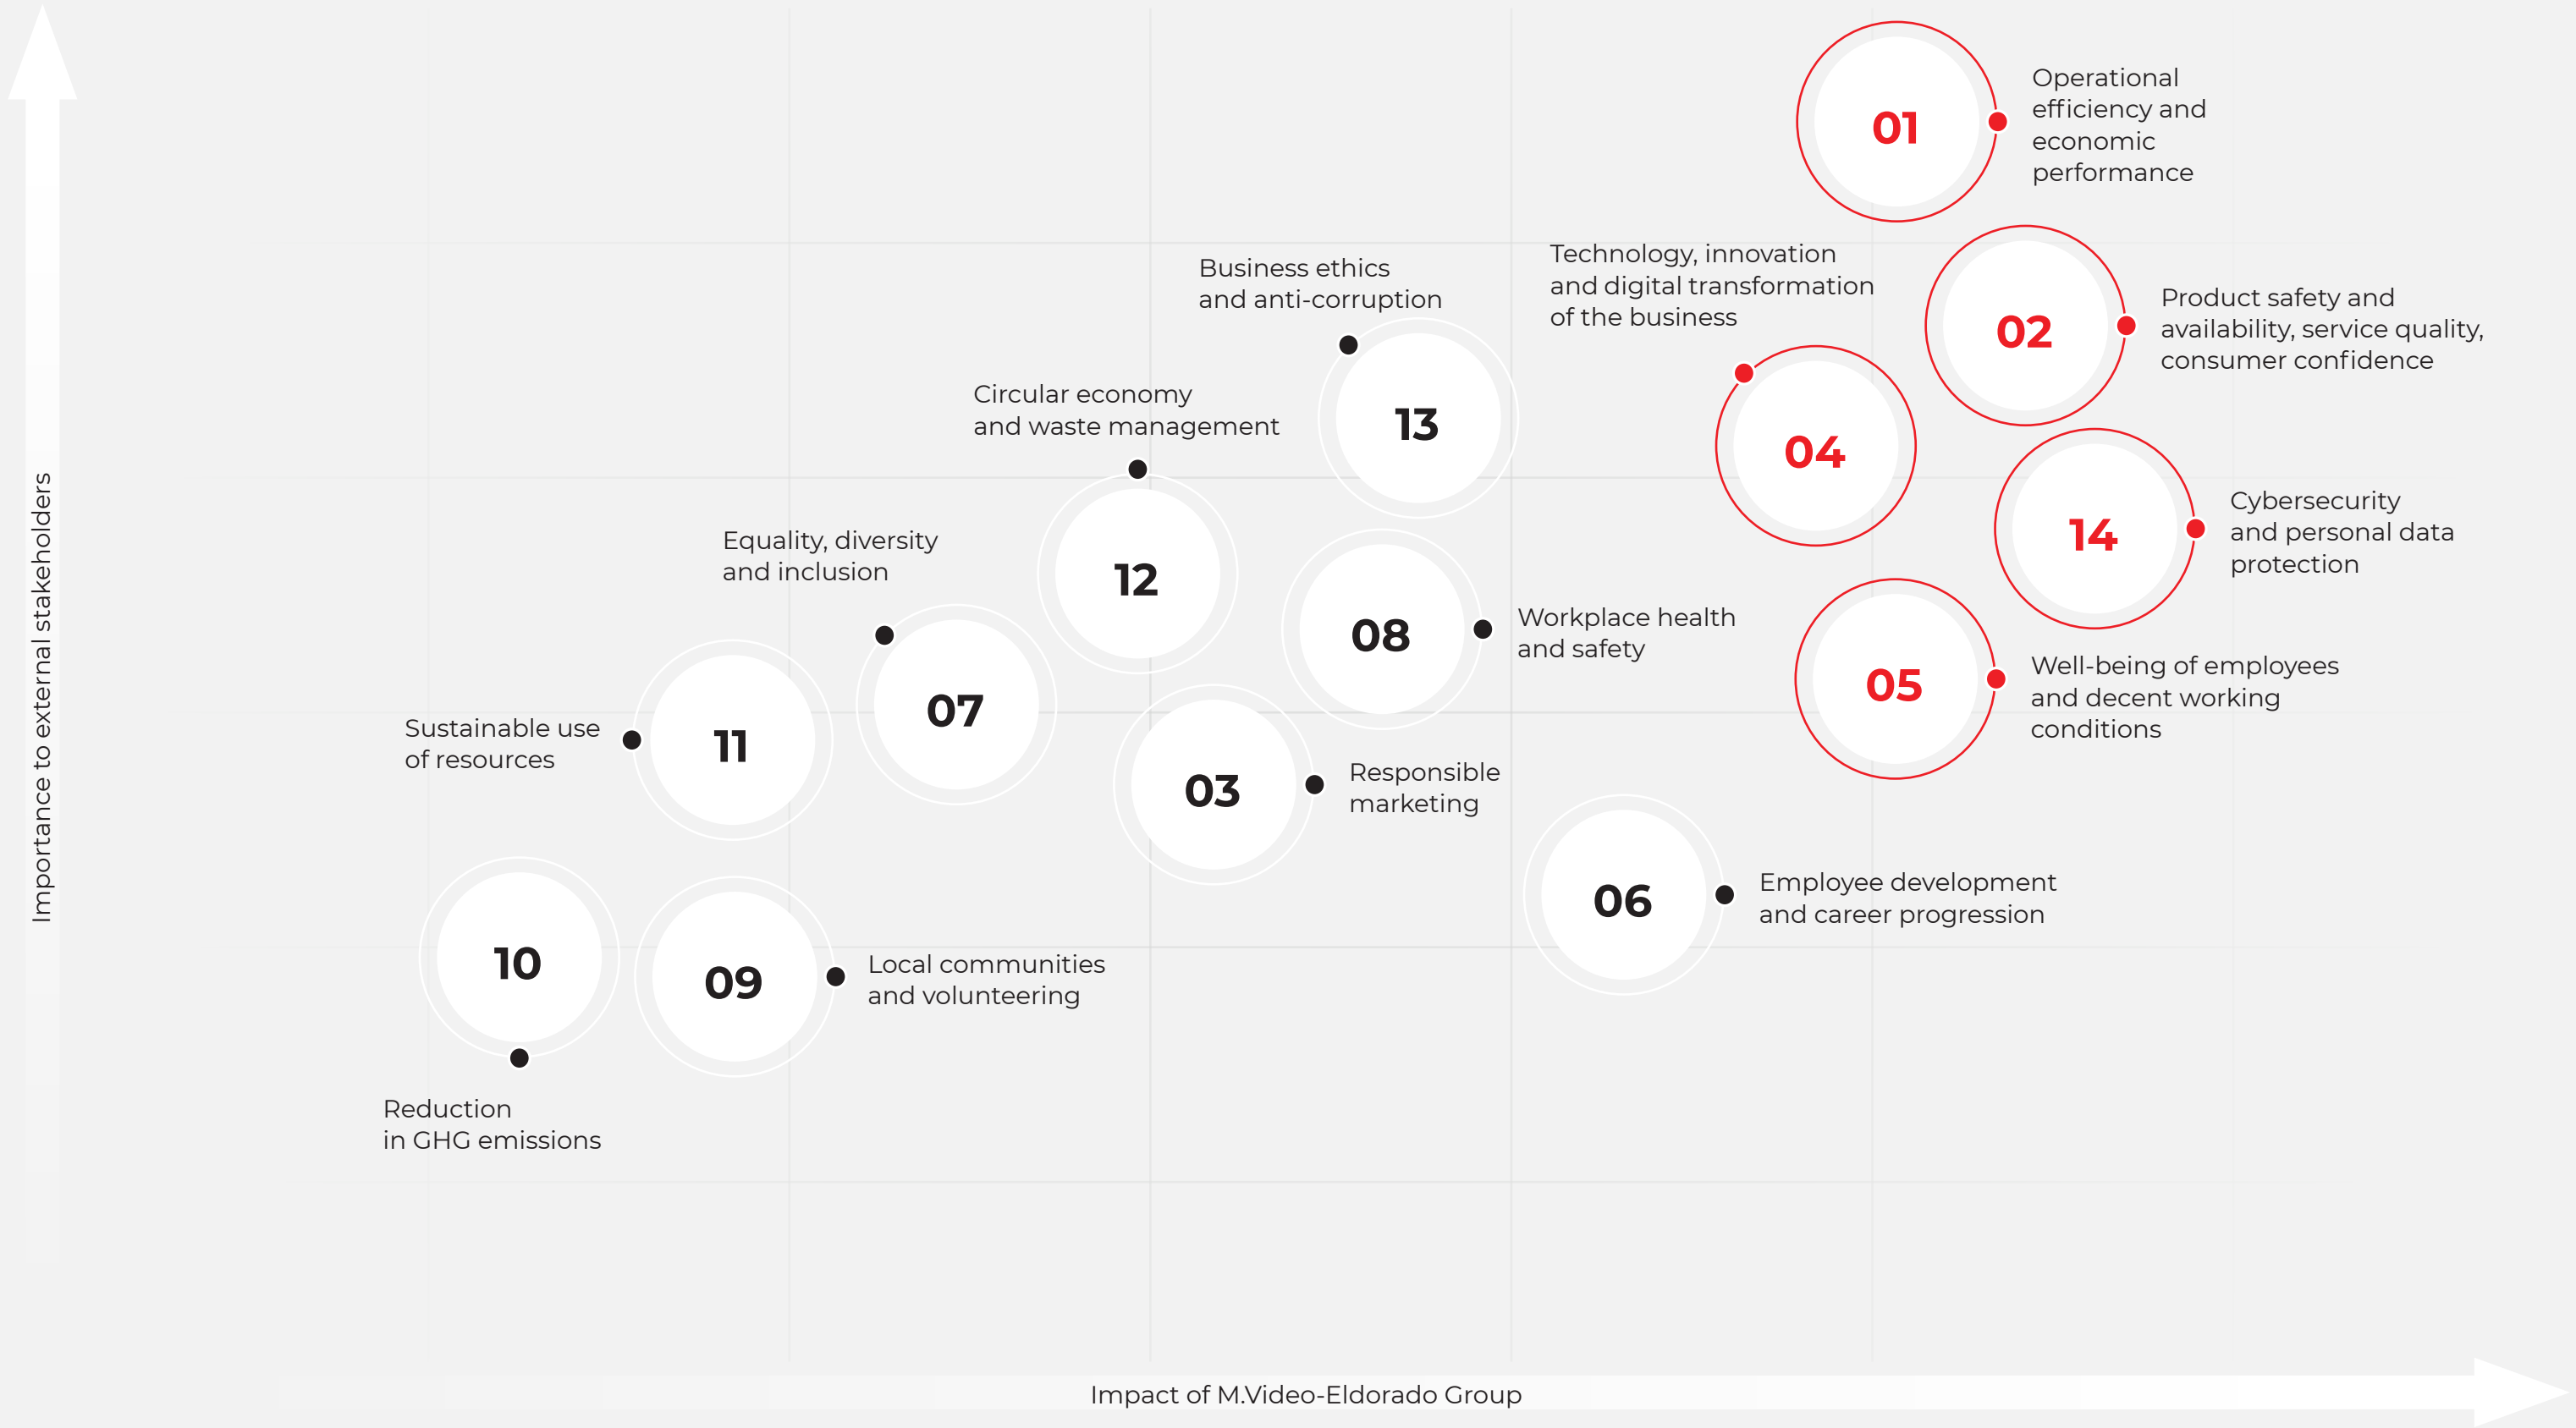 01
Operational
efficiency and
economic
performance
Technology, innovation
and digital transformation
of the business
04
02
Product safety and
availability, service quality,
consumer confidence
Business ethics
and anti-corruption
13
Circular economy
and waste management
12
14
Cybersecurity
and personal data
protection
Equality, diversity
and inclusion
07
08
Workplace health
and safety
05
Well-being of employees
and decent working
conditions
Sustainable use
of resources
11
03
Responsible
marketing
06
Employee development
and career progression
10
Reduction
in GHG emissions
09
Local communities
and volunteering
Importance to external stakeholders
Impact of M.Video-Eldorado Group